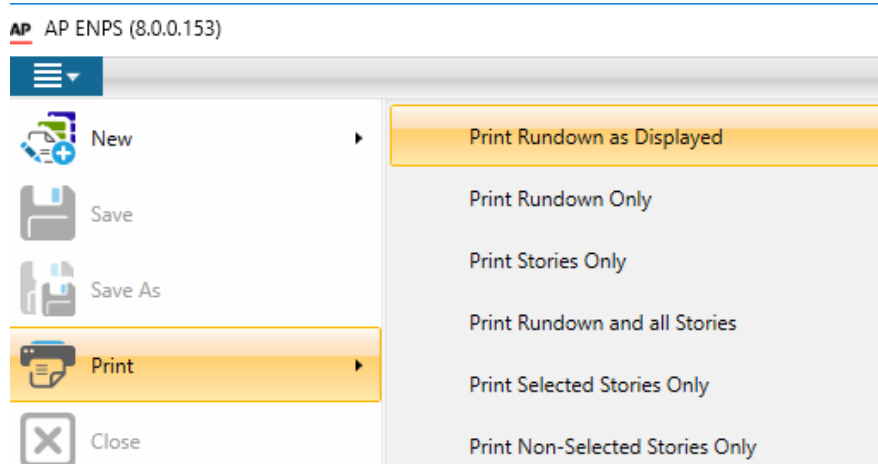 AP AP ENPS (8.0.0.153)
New
Save
Save As
Print
Close
Print Rundown as Displayed
Print Rundown Only
Print Stories Only
Print Rundown and all Stories
Print Selected Stories Only
Print Non-Selected Stories Only